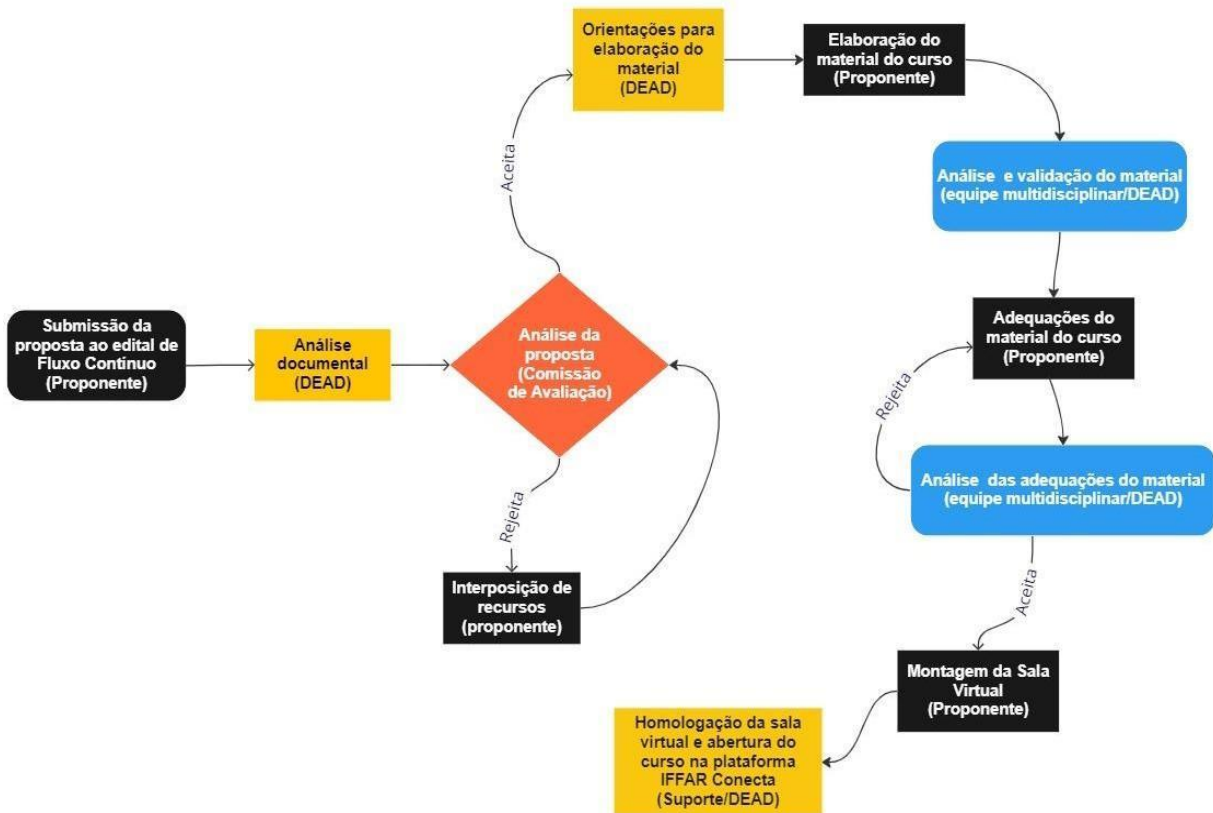 Submissão da
proposta ao edital de
Fluxo Contínuo
(Proponente)
Análise
documental
(DEAD)
Análise da
proposta
(Comissão
de Avaliação)
Aceita
Orientações para
elaboração do
material
(DEAD)
Elaboração do
material do curso
(Proponente)
Análise e validação do material
(equipe multidisciplinar/DEAD)
Adequações do
material do curso
(Proponente)
Rejeita
Análise das adequações do material
(equipe multidisciplinar/DEAD)
Rejeita
Interposição de
recursos
(proponente)
Aceita
Montagem da Sala
Virtual
(Proponente)
Homologação da sala
virtual e abertura do
curso na plataforma
IFFAR Conecta
(Suporte/DEAD)